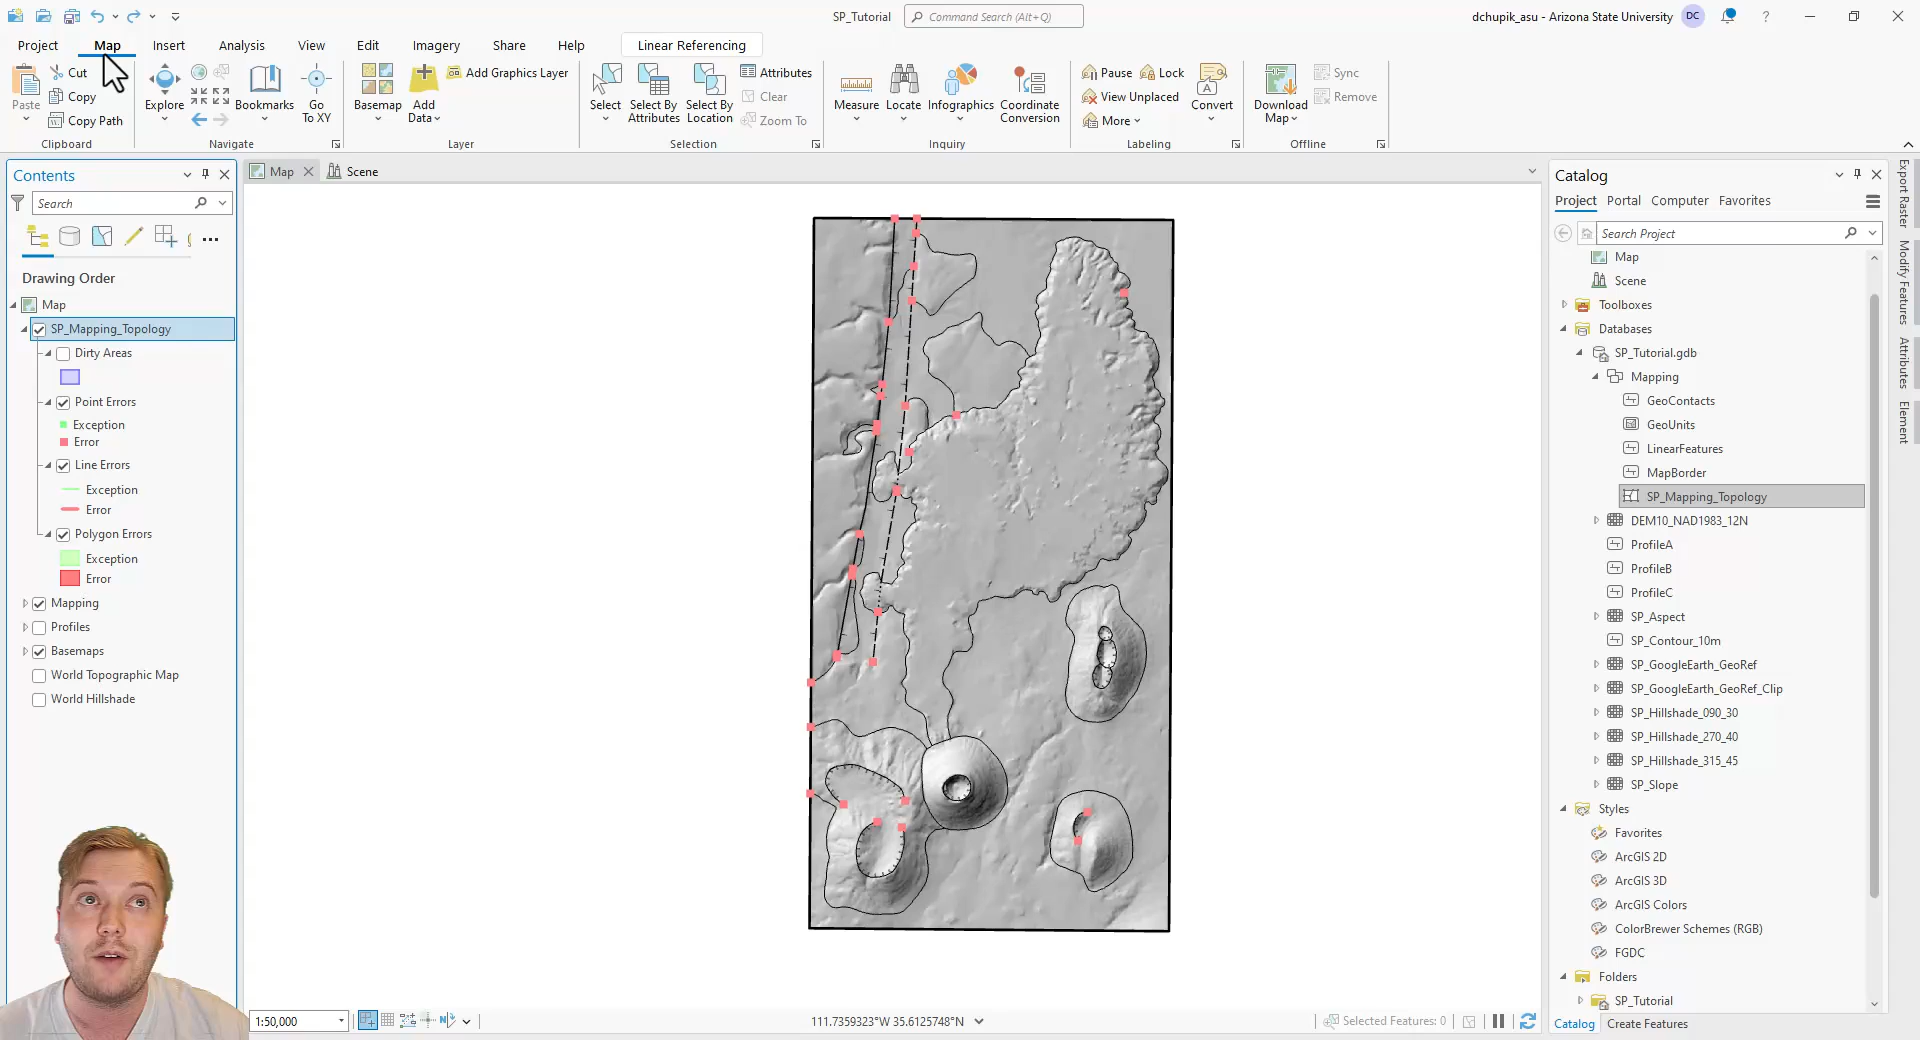 SP_Tutorial
Command Search (Alt+Q)
dchupik_asu - Arizona State University
DC
?
Project
Map
Insert
Analysis
View
Edit
Imagery
Share
Help
Linear Referencing
Paste
Cut
Copy
Copy Path
Clipboard
Explore
Bookmarks
Go To XY
Navigate
Basemap
Add Data
Add Graphics Layer
Layer
Select
Select By Attributes
Select By Location
Attributes
Clear
Zoom To
Selection
Measure
Locate
Infographics
Coordinate Conversion
Inquiry
Pause
Lock
View Unplaced
More
Convert
Labeling
Download Map
Sync
Remove
Offline
Contents
Search
Drawing Order
Map
SP_Mapping_Topology
Dirty Areas
Point Errors
Exception
Error
Line Errors
Exception
Error
Polygon Errors
Exception
Error
Mapping
Profiles
Basemaps
World Topographic Map
World Hillshade
Map
Scene
1:50,000
111.7359323°W 35.6125748°N
Selected Features: 0
Catalog
Project
Portal
Computer
Favorites
Search Project
Map
Scene
Toolboxes
Databases
SP_Tutorial.gdb
Mapping
GeoContacts
GeoUnits
LinearFeatures
MapBorder
SP_Mapping_Topology
DEM10_NAD1983_12N
ProfileA
ProfileB
ProfileC
SP_Aspect
SP_Contour_10m
SP_GoogleEarth_GeoRef
SP_GoogleEarth_GeoRef_Clip
SP_Hillshade_090_30
SP_Hillshade_270_40
SP_Hillshade_315_45
SP_Slope
Styles
Favorites
ArcGIS 2D
ArcGIS 3D
ArcGIS Colors
ColorBrewer Schemes (RGB)
FGDC
Folders
SP_Tutorial
Catalog
Create Features
Export Raster
Modify Features
Attributes
Element